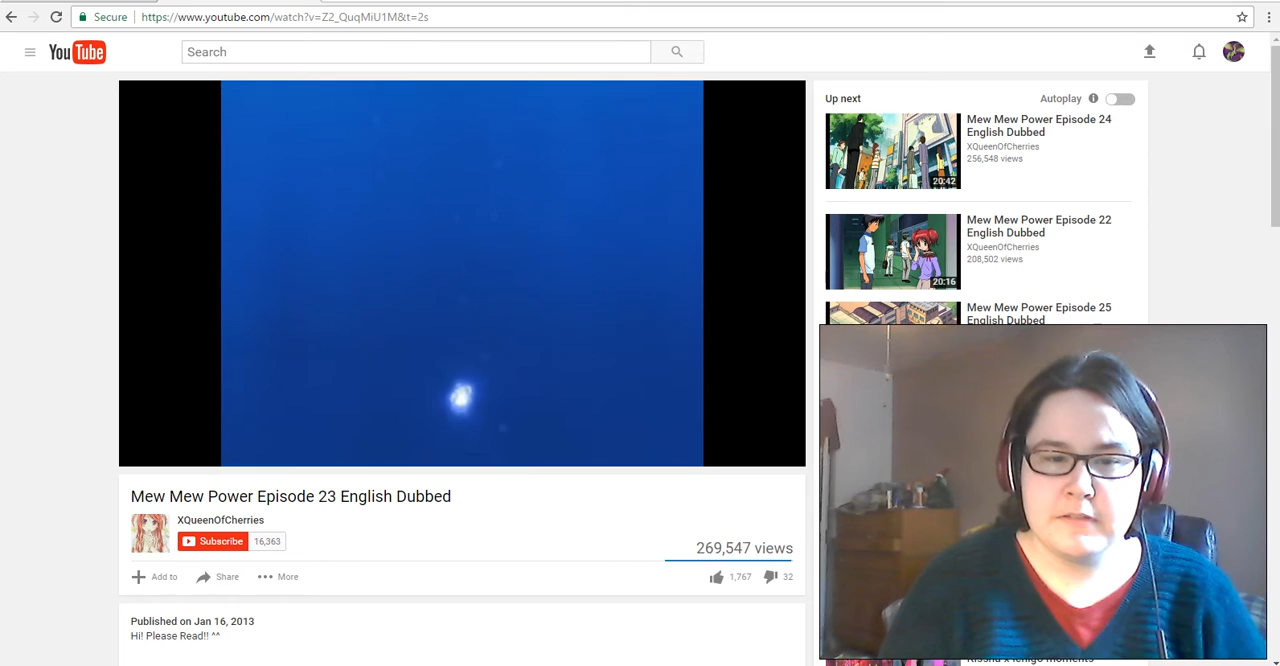 Secure https://www.youtube.com/watch?v=Z2_QuqMiU1M&t=2s
YouTube
Search
Up next
Autoplay
Mew Mew Power Episode 24
English Dubbed
XQueenOfCherries
256,548 views
20:42
Mew Mew Power Episode 22
English Dubbed
XQueenOfCherries
208,502 views
20:16
Mew Mew Power Episode 25
English Dubbed
Mew Mew Power Episode 23 English Dubbed
XQueenOfCherries
Subscribe 16,363
269,547 views
Add to Share More
1,767 32
Published on Jan 16, 2013
Hi! Please Read!! ^^
Kisshu x Ichigo moments